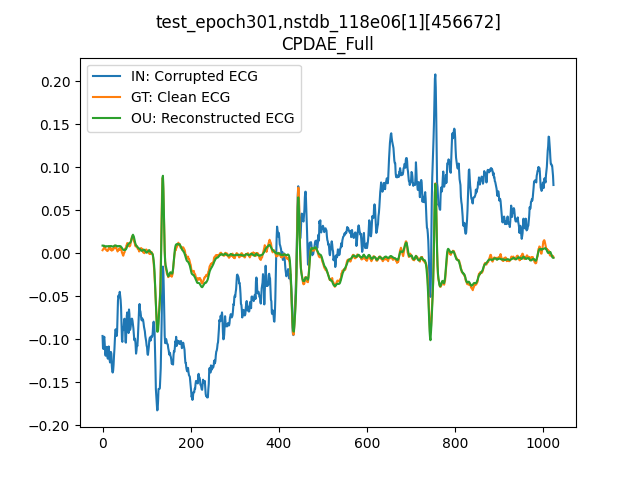 test_epoch301,nstdb_118e06[1][456672]
CPDAE_Full
IN: Corrupted ECG
GT: Clean ECG
OU: Reconstructed ECG
0.20
0.15
0.10
0.05
0.00
−0.05
−0.10
−0.15
−0.20
0 200 400 600 800 1000